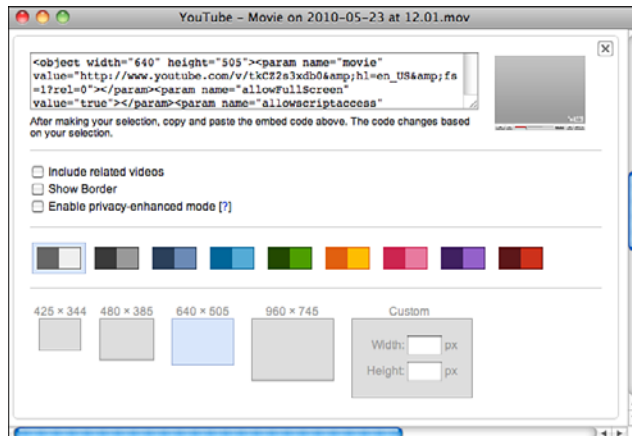 YouTube – Movie on 2010-05-23 at 12.01.mov
<object width="640" height="505"><param name="movie"
value="http://www.youtube.com/v/tkCZ2s3xdb0&amp;hl=en_US&amp;fs
=1?rel=0"></param><param name="allowFullScreen"
value="true"></param><param name="allowscriptaccess"
After making your selection, copy and paste the embed code above. The code changes based
on your selection.
Include related videos
Show Border
Enable privacy-enhanced mode [?]
425 × 344 480 × 385 640 × 505 960 × 745 Custom
Width: px
Height: px